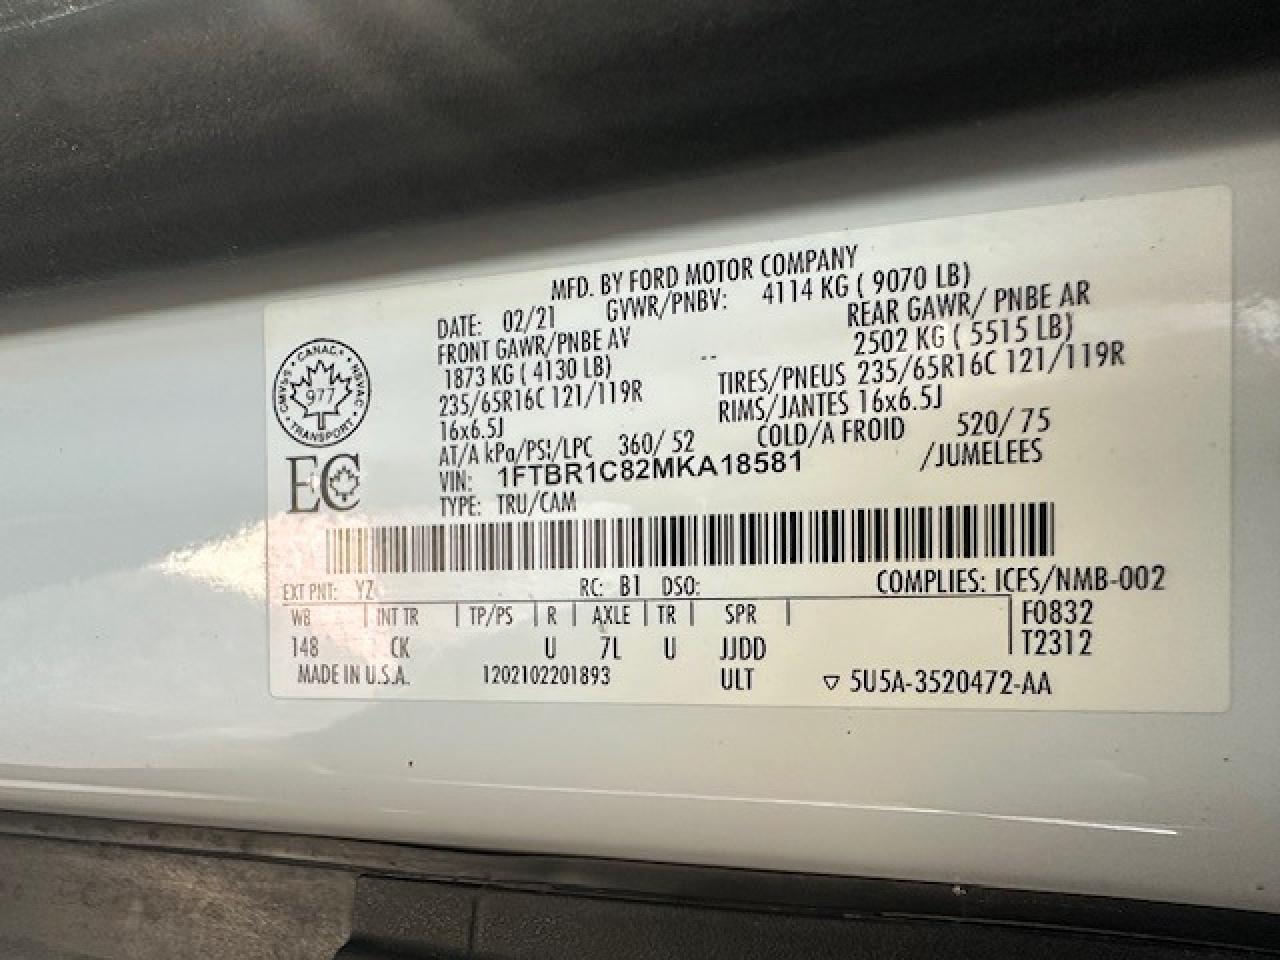 MFD. BY FORD MOTOR COMPANY
DATE: 02/21 GVWR/PNBV: 4114 KG ( 9070 LB)
FRONT GAWR/PNBE AV REAR GAWR/ PNBE AR
1873 KG ( 4130 LB) -- 2502 KG ( 5515 LB)
235/65R16C 121/119R TIRES/PNEUS 235/65R16C 121/119R
16x6.5J RIMS/JANTES 16x6.5J
AT/A kPa/PSI/LPC 360/ 52 COLD/A FROID 520/ 75
VIN: 1FTBR1C82MKA18581 /JUMELEES
TYPE: TRU/CAM
CANADA
CMVSS NSVAC
977
TRANSPORT
EC
EXT PNT: YZ RC: B1 DSO: COMPLIES: ICES/NMB-002
WB INT TR TP/PS R AXLE TR SPR F0832
148 CK U 7L U JJDD T2312
MADE IN U.S.A. 1202102201893 ULT ▽ 5U5A-3520472-AA